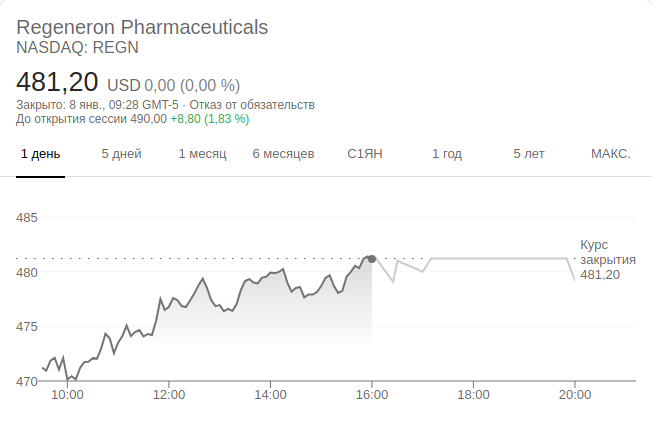 Regeneron Pharmaceuticals
NASDAQ: REGN
481,20 USD 0,00 (0,00 %)
Закрыто: 8 янв., 09:28 GMT-5 · Отказ от обязательств
До открытия сессии 490,00 +8,80 (1,83 %)
1 день 5 дней 1 месяц 6 месяцев С1ЯН 1 год 5 лет МАКС.
485
Курс
закрытия
481,20
480
475
470
10:00 12:00 14:00 16:00 18:00 20:00